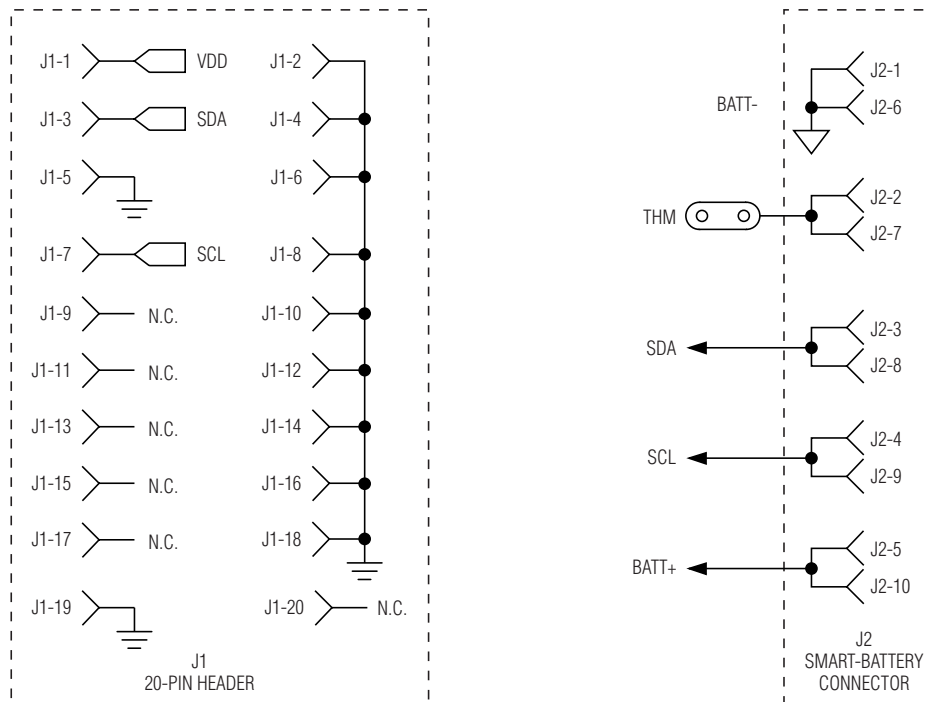 J1-1 VDD J1-2
J1-3 SDA J1-4
J1-5 J1-6
J1-7 SCL J1-8
J1-9 N.C. J1-10
J1-11 N.C. J1-12
J1-13 N.C. J1-14
J1-15 N.C. J1-16
J1-17 N.C. J1-18
J1-19 J1-20 N.C.
J1
20-PIN HEADER
J2-1
BATT- J2-6
J2-2
THM
J2-7
J2-3
SDA
J2-8
J2-4
SCL
J2-9
J2-5
BATT+
J2-10
J2
SMART-BATTERY
CONNECTOR